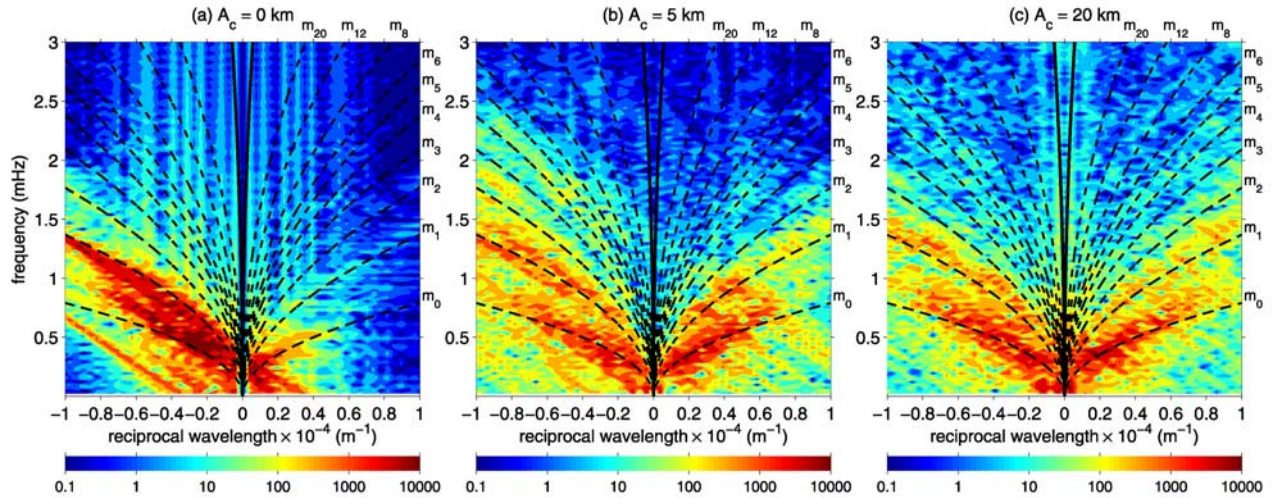 (a) A_c = 0 km m_20 m_12 m_8
(b) A_c = 5 km m_20 m_12 m_8
(c) A_c = 20 km m_20 m_12 m_8
3
2.5
2
1.5
1
0.5
frequency (mHz)
m_6
m_5
m_4
m_3
m_2
m_1
m_0
3
2.5
2
1.5
1
0.5
m_6
m_5
m_4
m_3
m_2
m_1
m_0
3
2.5
2
1.5
1
0.5
m_6
m_5
m_4
m_3
m_2
m_1
m_0
−1 −0.8 −0.6 −0.4 −0.2 0 0.2 0.4 0.6 0.8 1
reciprocal wavelength × 10^−4 (m^−1)
−1 −0.8 −0.6 −0.4 −0.2 0 0.2 0.4 0.6 0.8 1
reciprocal wavelength × 10^−4 (m^−1)
−1 −0.8 −0.6 −0.4 −0.2 0 0.2 0.4 0.6 0.8 1
reciprocal wavelength × 10^−4 (m^−1)
0.1 1 10 100 1000 10000
0.1 1 10 100 1000 10000
0.1 1 10 100 1000 10000